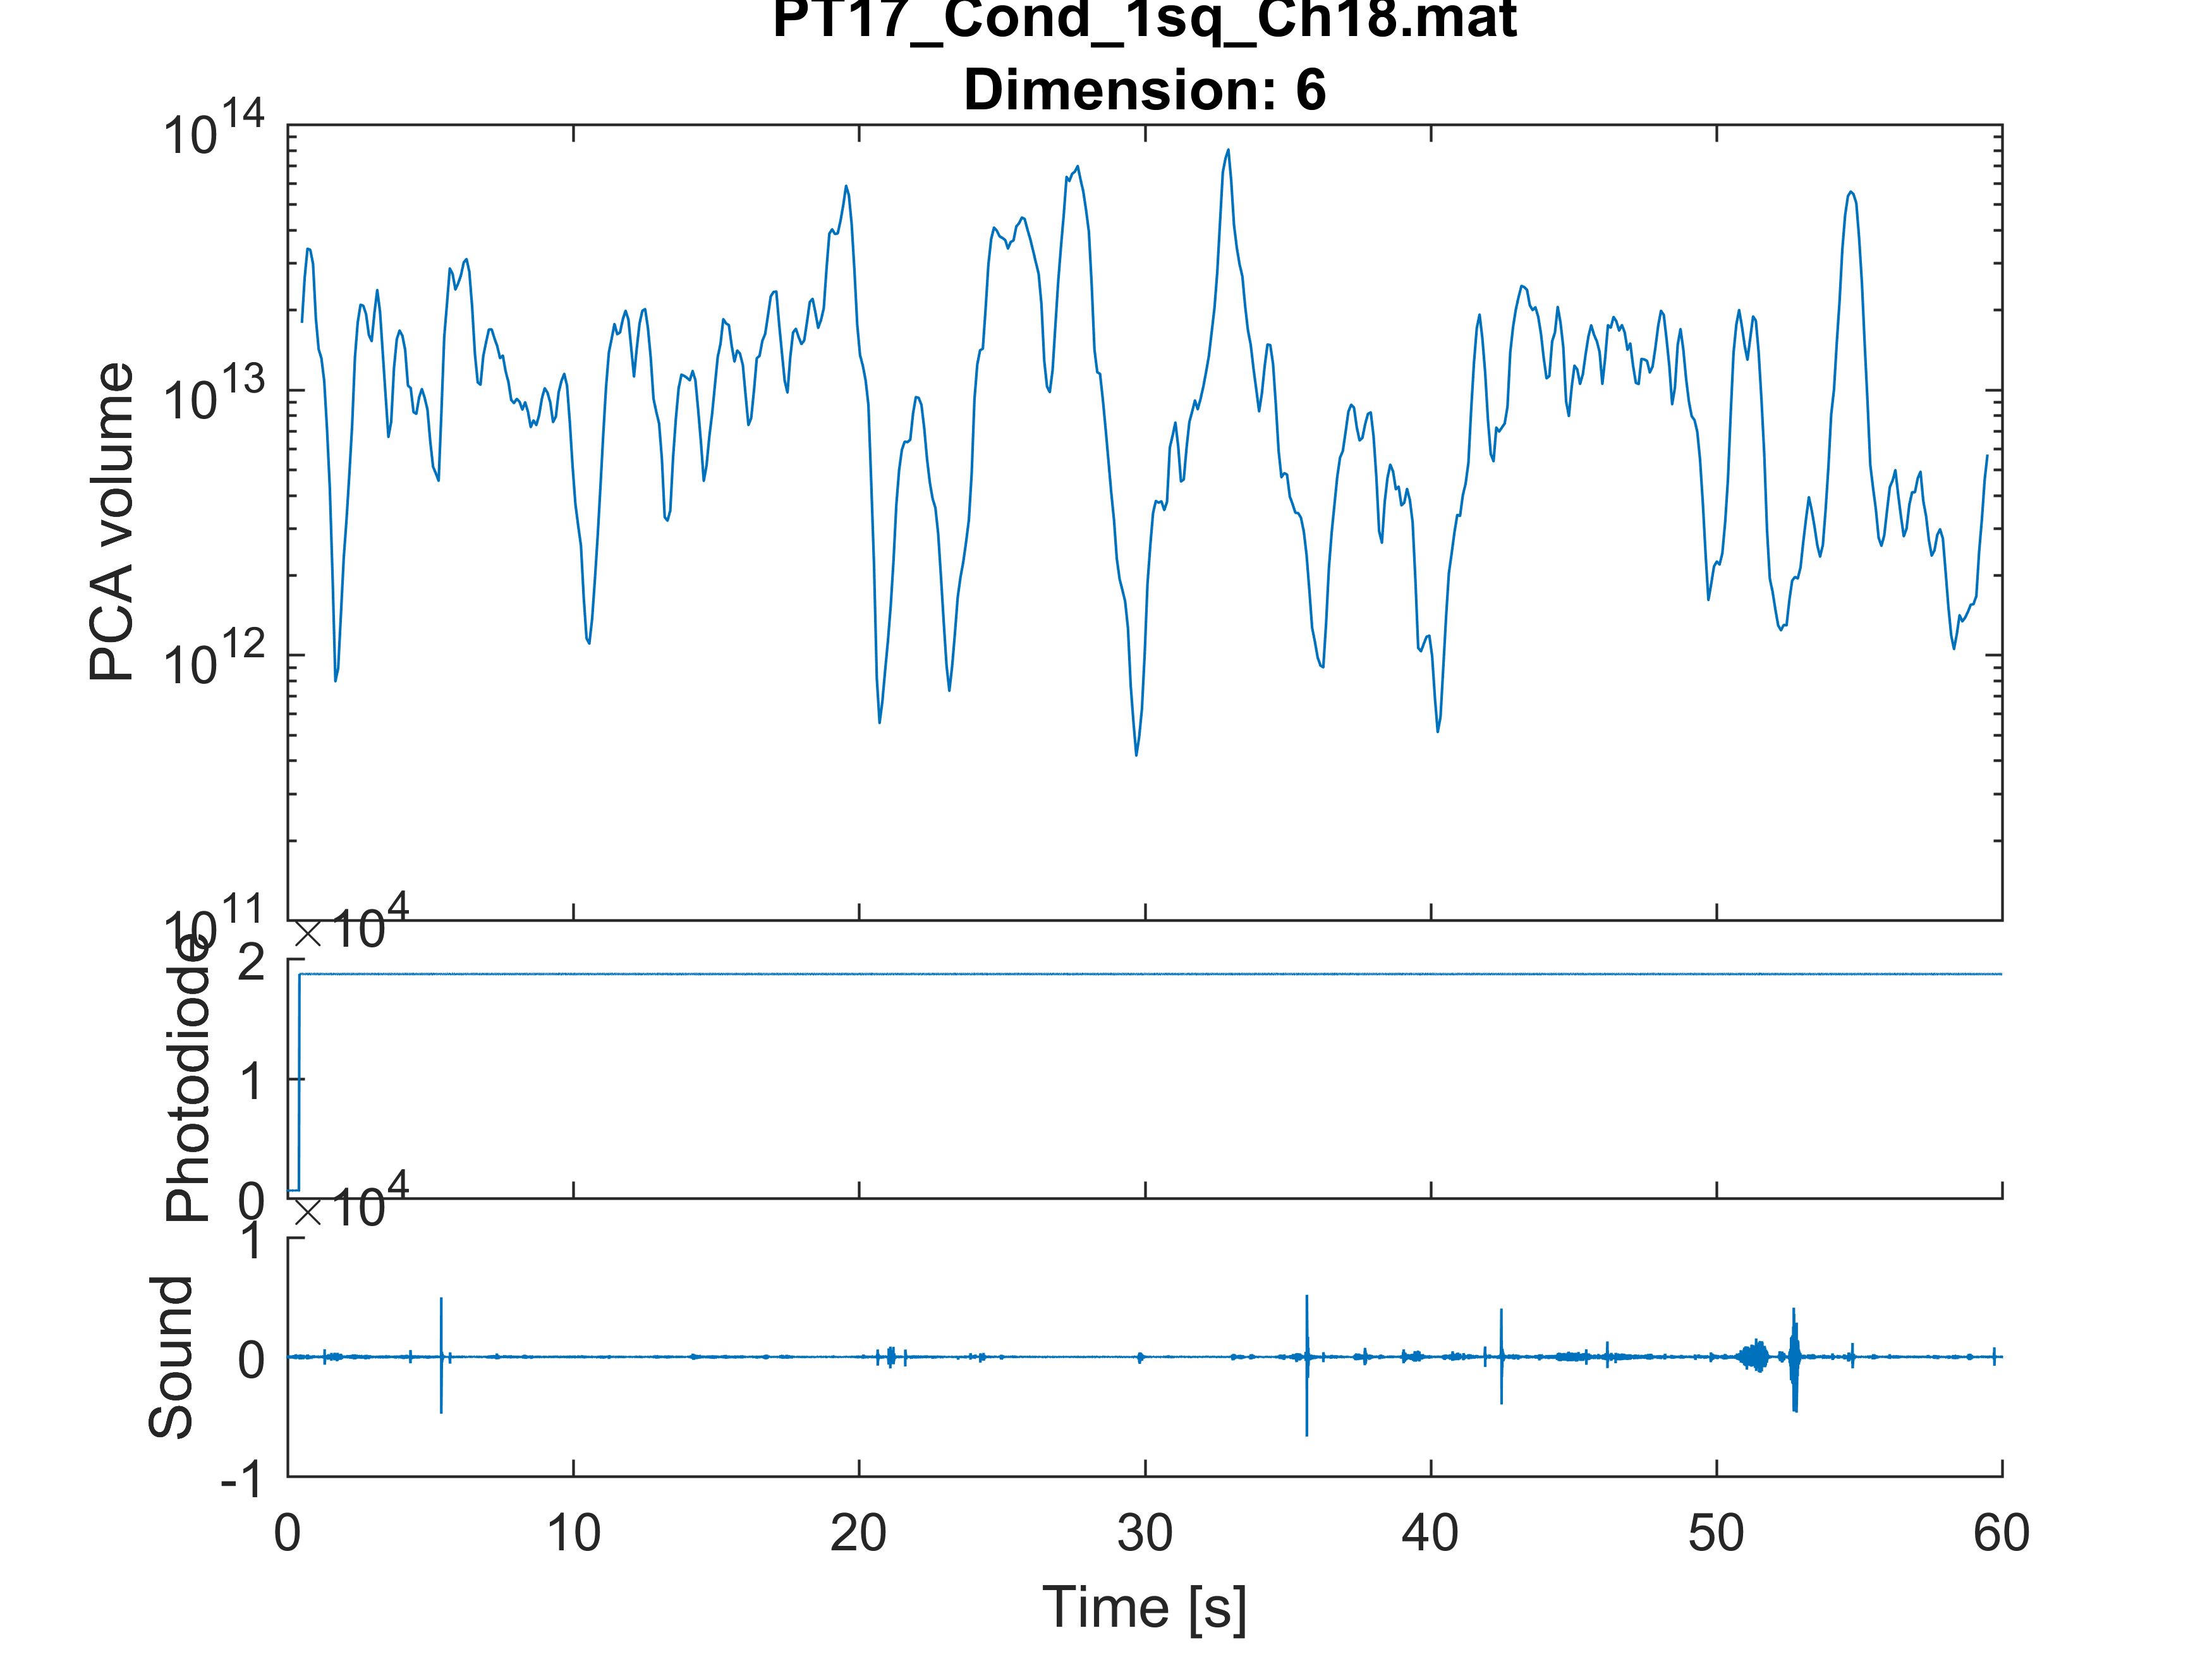 PT17_Cond_1sq_Ch18.mat
Dimension: 6
10^14
10^13
10^12
10^11
PCA volume
× 10^4
2
1
0
Photodiode
× 10^4
1
0
-1
Sound
0 10 20 30 40 50 60
Time [s]